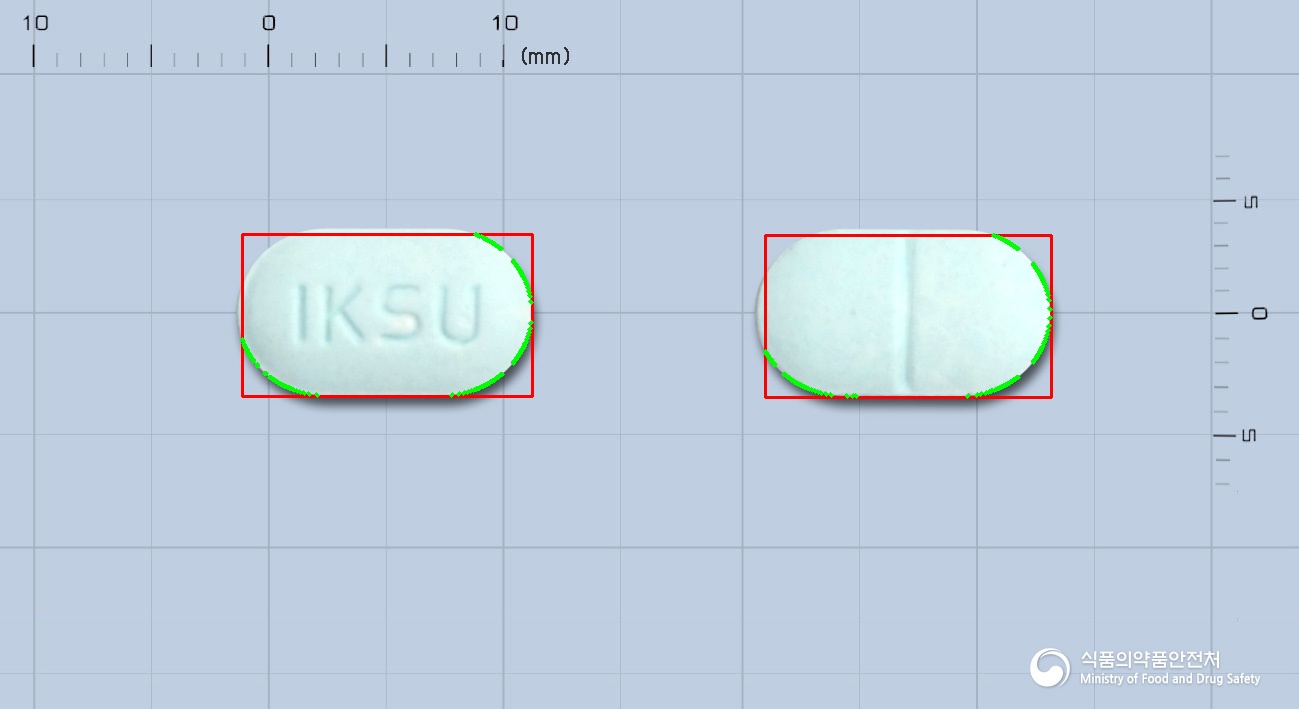 10 0 10
(mm)
IKSU
5
0
5
식품의약품안전처
Ministry of Food and Drug Safety